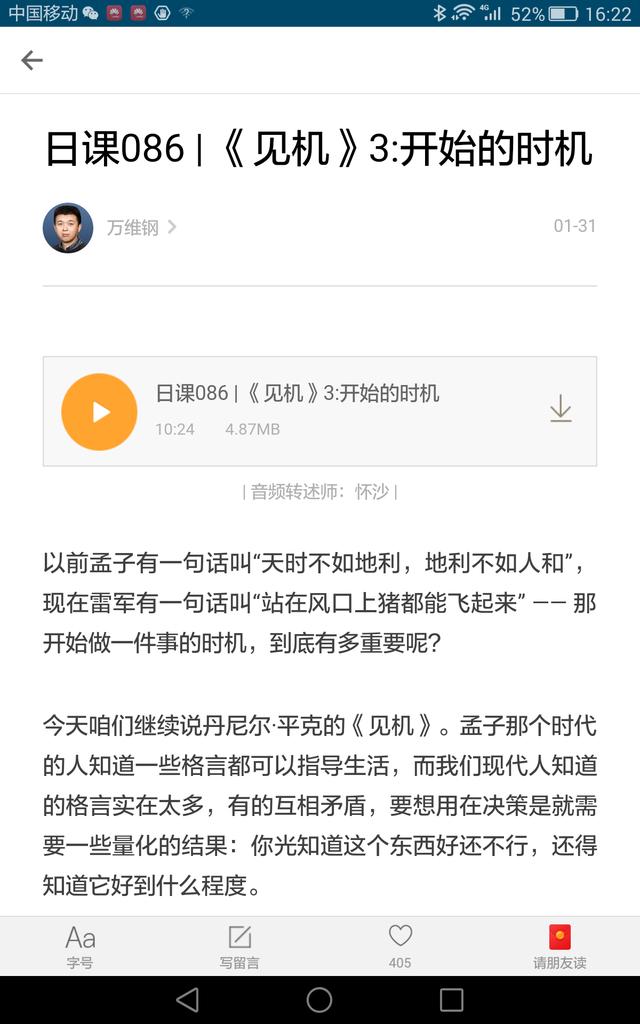 中国移动 4G 52% 16:22
日课086 | 《见机》3:开始的时机
万维钢
01-31
日课086 | 《见机》3:开始的时机
10:24 4.87MB
| 音频转述师：怀沙 |
以前孟子有一句话叫“天时不如地利，地利不如人和”，
现在雷军有一句话叫“站在风口上猪都能飞起来” —— 那
开始做一件事的时机，到底有多重要呢？
今天咱们继续说丹尼尔·平克的《见机》。孟子那个时代
的人知道一些格言都可以指导生活，而我们现代人知道
的格言实在太多，有的互相矛盾，要想用在决策是就需
要一些量化的结果：你光知道这个东西好还不行，还得
知道它好到什么程度。
Aa
字号
写留言
405
请朋友读